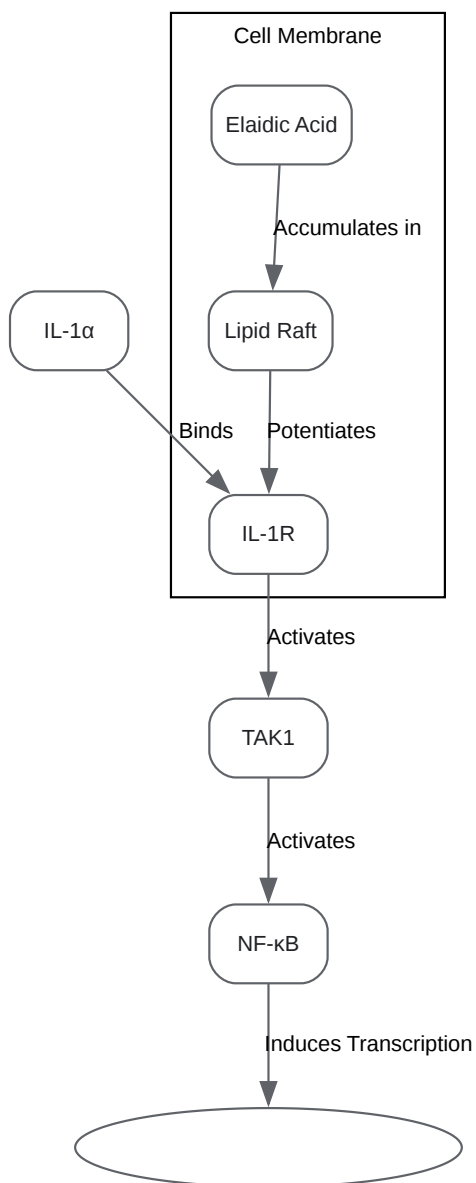 Cell Membrane
Elaidic Acid
Accumulates in
IL-1α
Lipid Raft
Binds
Potentiates
IL-1R
Activates
TAK1
Activates
NF-κB
Induces Transcription